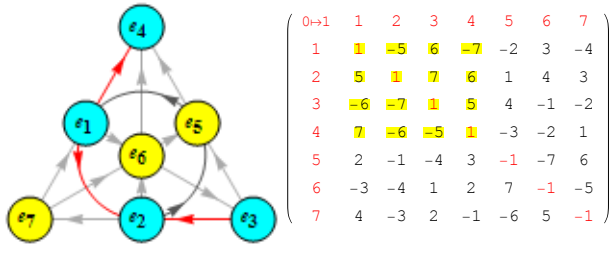 e4
e1
e5
e6
e7
e2
e3
0↦1 1 2 3 4 5 6 7
1 1 -5 6 -7 -2 3 -4
2 5 1 7 6 1 4 3
3 -6 -7 1 5 4 -1 -2
4 7 -6 -5 1 -3 -2 1
5 2 -1 -4 3 -1 -7 6
6 -3 -4 1 2 7 -1 -5
7 4 -3 2 -1 -6 5 -1